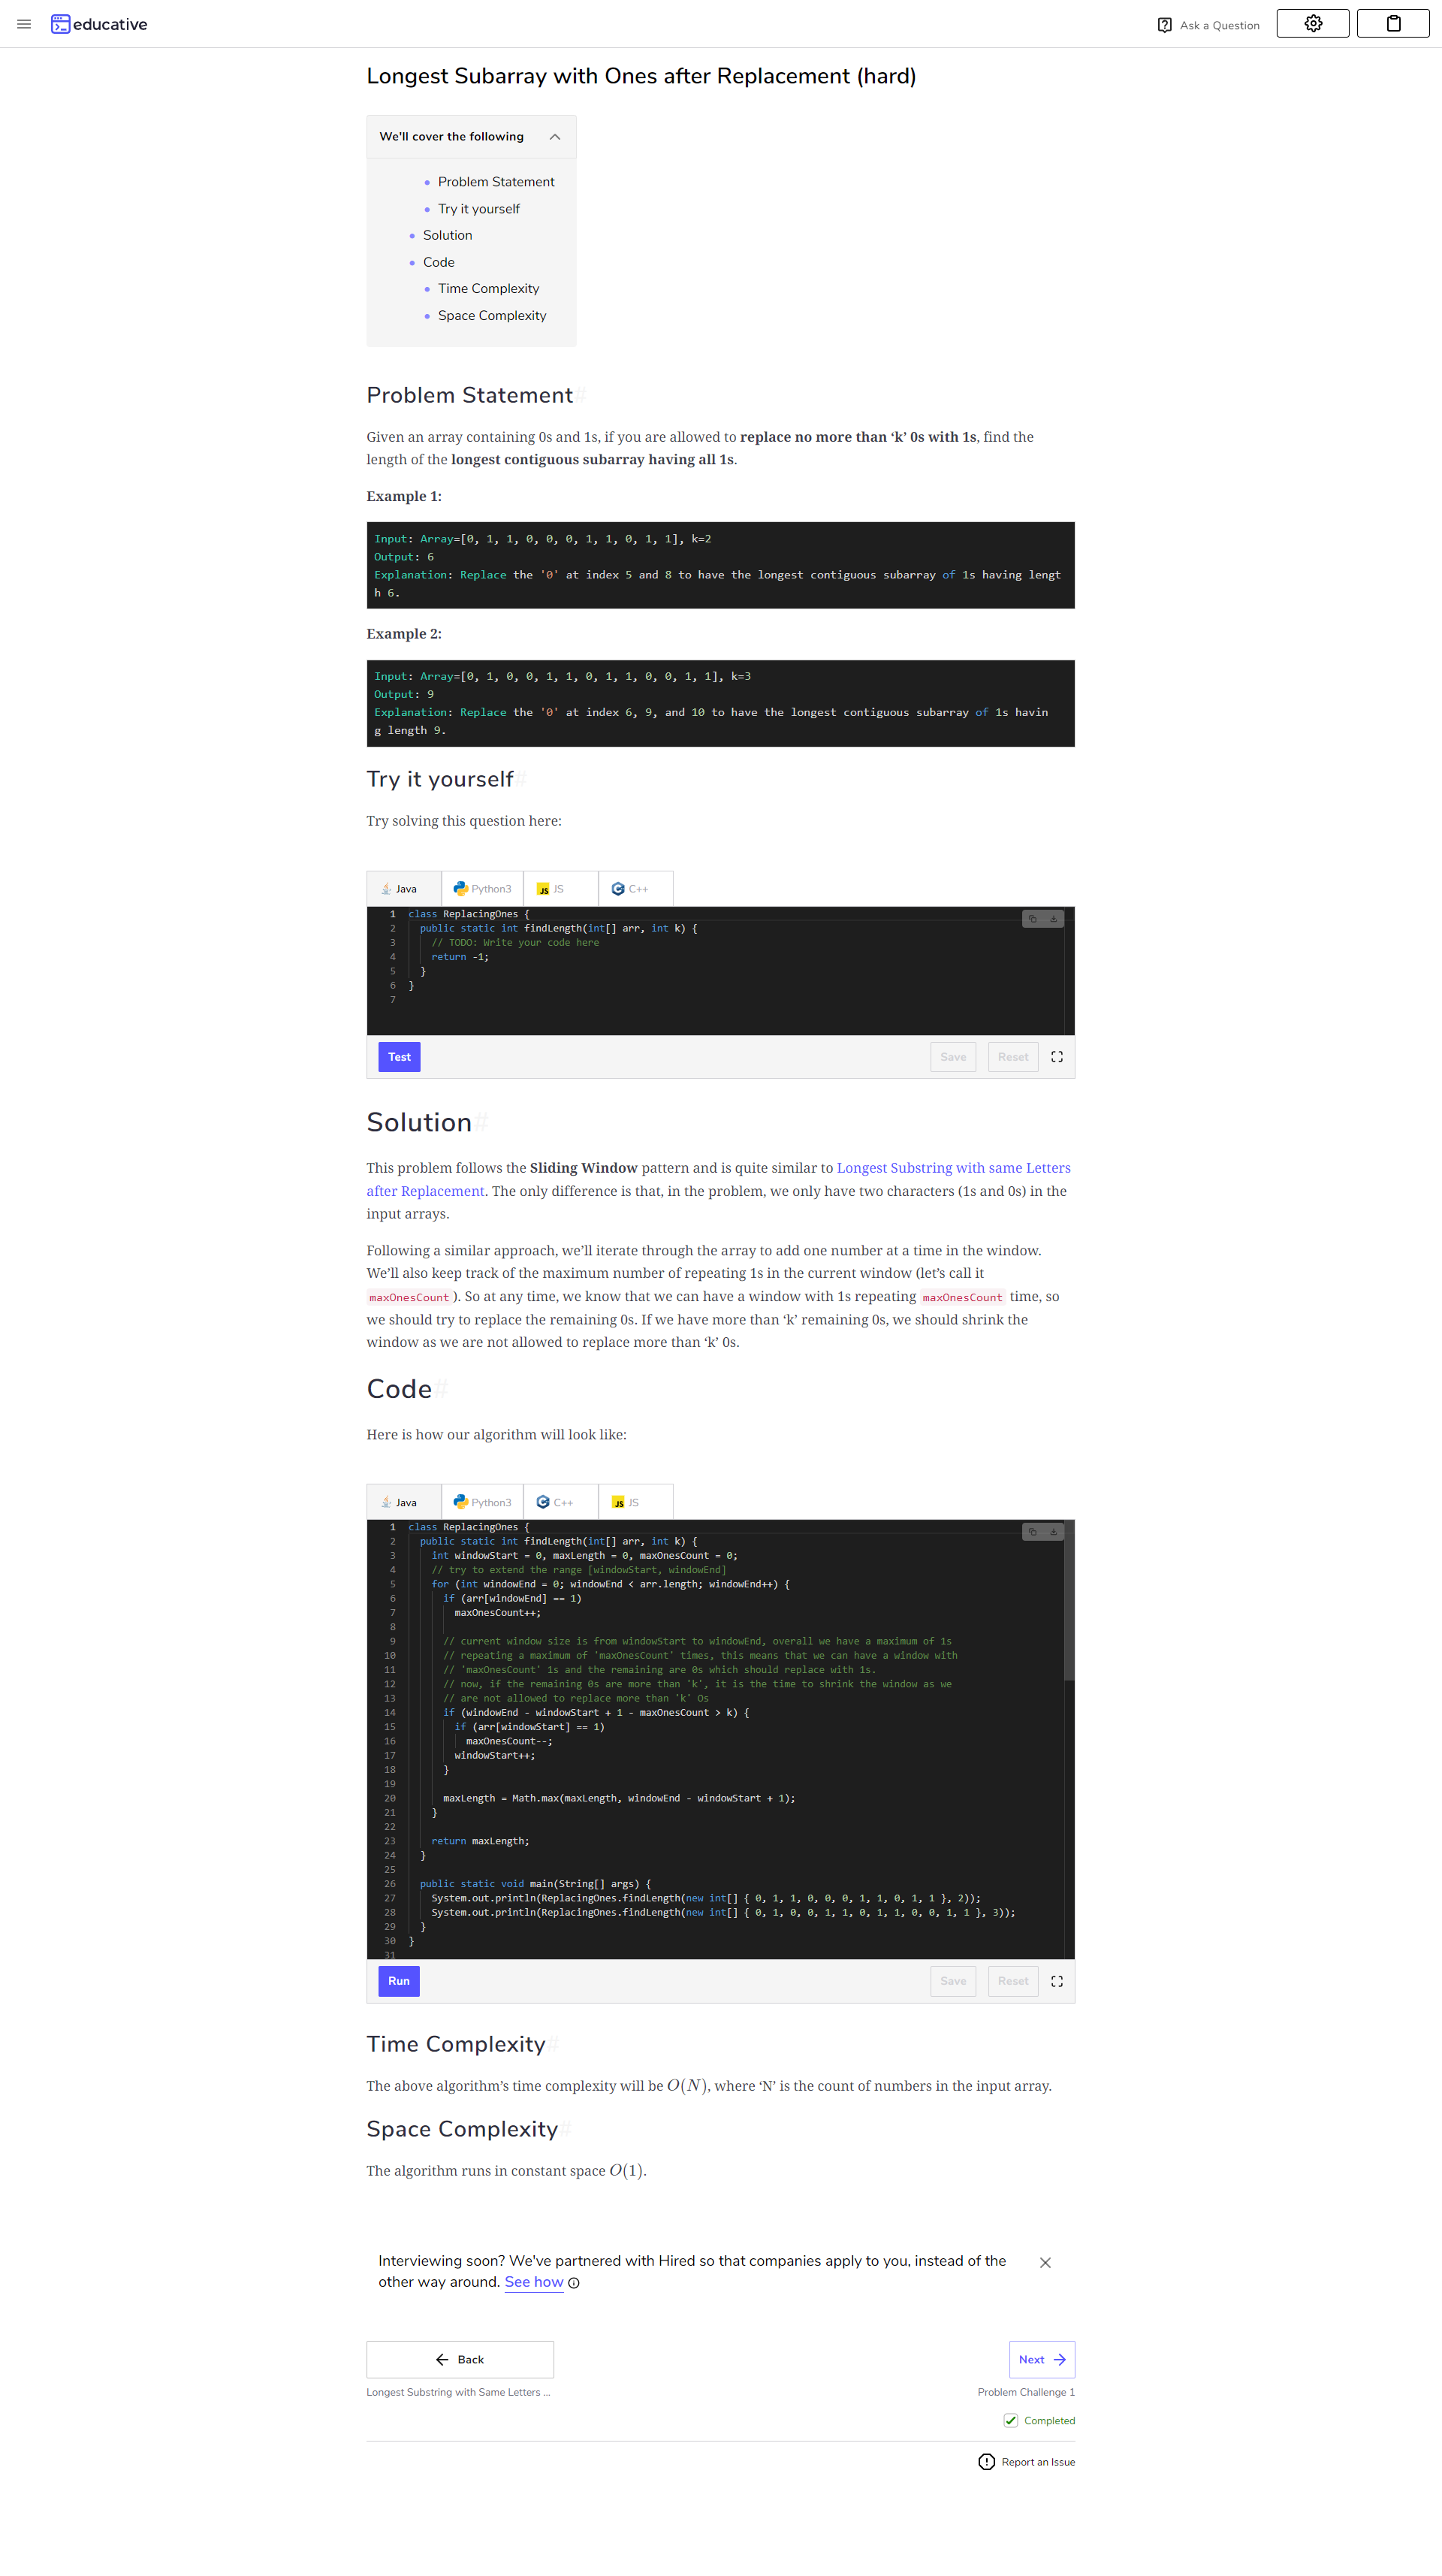 educative
Ask a Question
Longest Subarray with Ones after Replacement (hard)
We'll cover the following
Problem Statement
Try it yourself
Solution
Code
Time Complexity
Space Complexity
Problem Statement#
Given an array containing 0s and 1s, if you are allowed to replace no more than ‘k’ 0s with 1s, find the
length of the longest contiguous subarray having all 1s.
Example 1:
Input: Array=[0, 1, 1, 0, 0, 0, 1, 1, 0, 1, 1], k=2
Output: 6
Explanation: Replace the '0' at index 5 and 8 to have the longest contiguous subarray of 1s having lengt
h 6.
Example 2:
Input: Array=[0, 1, 0, 0, 1, 1, 0, 1, 1, 0, 0, 1, 1], k=3
Output: 9
Explanation: Replace the '0' at index 6, 9, and 10 to have the longest contiguous subarray of 1s havin
g length 9.
Try it yourself#
Try solving this question here:
Java Python3 JS JS C++
1 class ReplacingOnes {
2 public static int findLength(int[] arr, int k) {
3 // TODO: Write your code here
4 return -1;
5 }
6 }
7
Test Save Reset
Solution#
This problem follows the Sliding Window pattern and is quite similar to Longest Substring with same Letters
after Replacement. The only difference is that, in the problem, we only have two characters (1s and 0s) in the
input arrays.
Following a similar approach, we’ll iterate through the array to add one number at a time in the window.
We’ll also keep track of the maximum number of repeating 1s in the current window (let’s call it
maxOnesCount ). So at any time, we know that we can have a window with 1s repeating maxOnesCount time, so
we should try to replace the remaining 0s. If we have more than ‘k’ remaining 0s, we should shrink the
window as we are not allowed to replace more than ‘k’ 0s.
Code#
Here is how our algorithm will look like:
Java Python3 C++ JS JS
1 class ReplacingOnes {
2 public static int findLength(int[] arr, int k) {
3 int windowStart = 0, maxLength = 0, maxOnesCount = 0;
4 // try to extend the range [windowStart, windowEnd]
5 for (int windowEnd = 0; windowEnd < arr.length; windowEnd++) {
6 if (arr[windowEnd] == 1)
7 maxOnesCount++;
8
9 // current window size is from windowStart to windowEnd, overall we have a maximum of 1s
10 // repeating a maximum of 'maxOnesCount' times, this means that we can have a window with
11 // 'maxOnesCount' 1s and the remaining are 0s which should replace with 1s.
12 // now, if the remaining 0s are more than 'k', it is the time to shrink the window as we
13 // are not allowed to replace more than 'k' Os
14 if (windowEnd - windowStart + 1 - maxOnesCount > k) {
15 if (arr[windowStart] == 1)
16 maxOnesCount--;
17 windowStart++;
18 }
19
20 maxLength = Math.max(maxLength, windowEnd - windowStart + 1);
21 }
22
23 return maxLength;
24 }
25
26 public static void main(String[] args) {
27 System.out.println(ReplacingOnes.findLength(new int[] { 0, 1, 1, 0, 0, 0, 1, 1, 0, 1, 1 }, 2));
28 System.out.println(ReplacingOnes.findLength(new int[] { 0, 1, 0, 0, 1, 1, 0, 1, 1, 0, 0, 1, 1 }, 3));
29 }
30 }
31
Run Save Reset
Time Complexity#
The above algorithm’s time complexity will be O(N), where ‘N’ is the count of numbers in the input array.
Space Complexity#
The algorithm runs in constant space O(1).
Interviewing soon? We've partnered with Hired so that companies apply to you, instead of the
other way around. See how
Back Next
Longest Substring with Same Letters ... Problem Challenge 1
Completed
Report an Issue